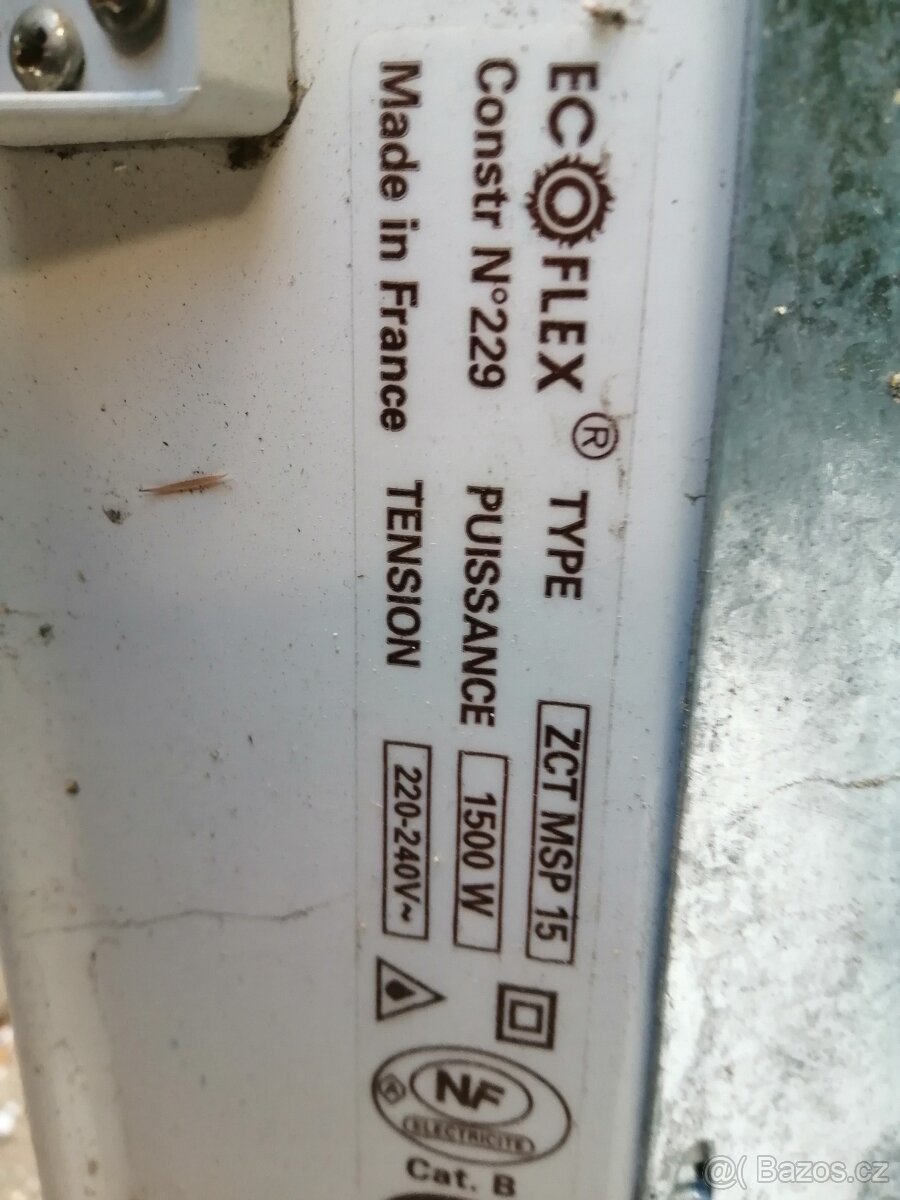 ECOFLEX ® TYPE ZCT MSP 15
Constr N°229 PUISSANCE 1500 W
Made in France TENSION 220-240V~
NF
ELECTRICITE
Cat. B
@( Bazos.cz